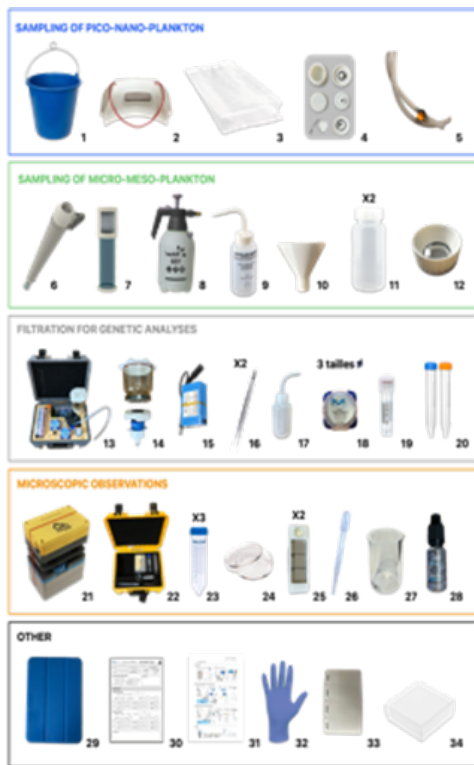 SAMPLING OF PICO-NANO-PLANKTON
1 2 3 4 5
SAMPLING OF MICRO-MESO-PLANKTON
X2
6 7 8 9 10 11 12
FILTRATION FOR GENETIC ANALYSES
X2 3 tailles ≠
13 14 15 16 17 18 19 20
MICROSCOPIC OBSERVATIONS
X3 X2
21 22 23 24 25 26 27 28
OTHER
29 30 31 32 33 34